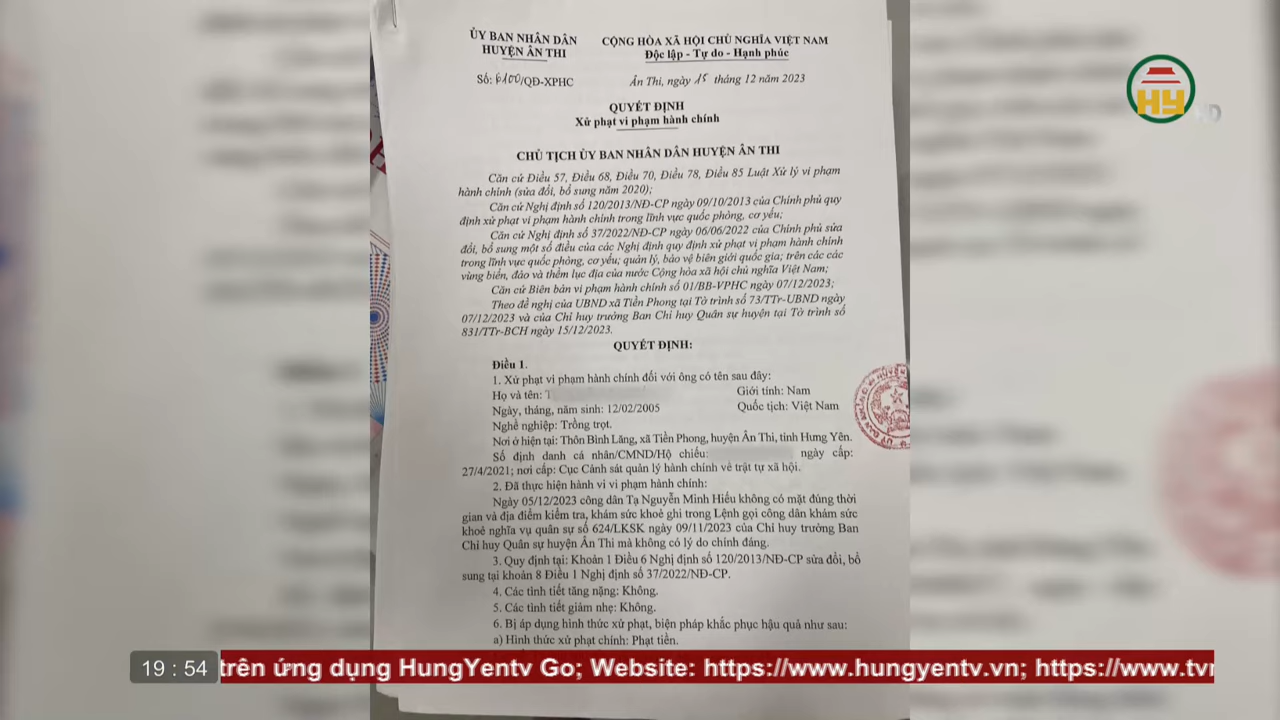 ỦY BAN NHÂN DÂN
HUYỆN ÂN THI
CỘNG HÒA XÃ HỘI CHỦ NGHĨA VIỆT NAM
Độc lập - Tự do - Hạnh phúc
Số: 6100/QĐ-XPHC
Ân Thi, ngày 15 tháng 12 năm 2023
QUYẾT ĐỊNH
Xử phạt vi phạm hành chính
CHỦ TỊCH ỦY BAN NHÂN DÂN HUYỆN ÂN THI
Căn cứ Điều 57, Điều 68, Điều 70, Điều 78, Điều 85 Luật Xử lý vi phạm
hành chính (sửa đổi, bổ sung năm 2020);
Căn cứ Nghị định số 120/2013/NĐ-CP ngày 09/10/2013 của Chính phủ quy
định xử phạt vi phạm hành chính trong lĩnh vực quốc phòng, cơ yếu;
Căn cứ Nghị định số 37/2022/NĐ-CP ngày 06/06/2022 của Chính phủ sửa
đổi, bổ sung một số điều của các Nghị định quy định xử phạt vi phạm hành chính
trong lĩnh vực quốc phòng, cơ yếu; quản lý, bảo vệ biên giới quốc gia; trên các các
vùng biển, đảo và thềm lục địa của nước Cộng hòa xã hội chủ nghĩa Việt Nam;
Căn cứ Biên bản vi phạm hành chính số 01/BB-VPHC ngày 07/12/2023;
Theo đề nghị của UBND xã Tiền Phong tại Tờ trình số 73/TTr-UBND ngày
07/12/2023 và của Chỉ huy trưởng Ban Chỉ huy Quân sự huyện tại Tờ trình số
831/TTr-BCH ngày 15/12/2023.
QUYẾT ĐỊNH:
Điều 1.
1. Xử phạt vi phạm hành chính đối với ông có tên sau đây:
Họ và tên: T
Giới tính: Nam
Ngày, tháng, năm sinh: 12/02/2005
Quốc tịch: Việt Nam
Nghề nghiệp: Trồng trọt.
Nơi ở hiện tại: Thôn Bình Lăng, xã Tiền Phong, huyện Ân Thi, tỉnh Hưng Yên.
Số định danh cá nhân/CMND/Hộ chiếu: ngày cấp:
27/4/2021; nơi cấp: Cục Cảnh sát quản lý hành chính về trật tự xã hội.
2. Đã thực hiện hành vi vi phạm hành chính:
Ngày 05/12/2023 công dân Tạ Nguyễn Minh Hiếu không có mặt đúng thời
gian và địa điểm kiểm tra, khám sức khoẻ ghi trong Lệnh gọi công dân khám sức
khoẻ nghĩa vụ quân sự số 624/LKSK ngày 09/11/2023 của Chỉ huy trưởng Ban
Chỉ huy Quân sự huyện Ân Thi mà không có lý do chính đáng.
3. Quy định tại: Khoản 1 Điều 6 Nghị định số 120/2013/NĐ-CP sửa đổi, bổ
sung tại khoản 8 Điều 1 Nghị định số 37/2022/NĐ-CP.
4. Các tình tiết tăng nặng: Không.
5. Các tình tiết giảm nhẹ: Không.
6. Bị áp dụng hình thức xử phạt, biện pháp khắc phục hậu quả như sau:
a) Hình thức xử phạt chính: Phạt tiền.
HY HD
19 : 54
trên ứng dụng HungYentv Go; Website: https://www.hungyentv.vn; https://www.tv